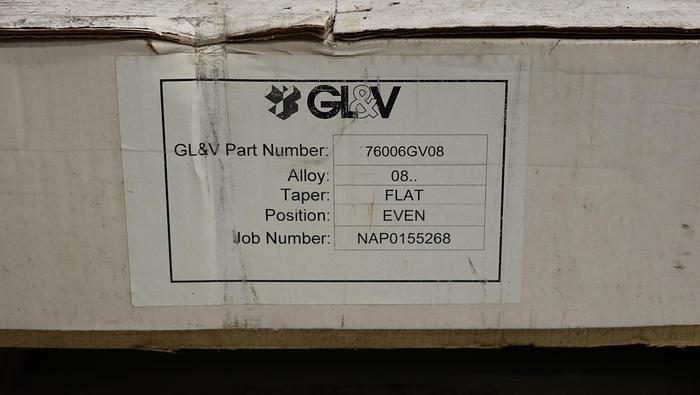 GL&V
GL&V Part Number: 76006GV08
Alloy: 08..
Taper: FLAT
Position: EVEN
Job Number: NAP0155268